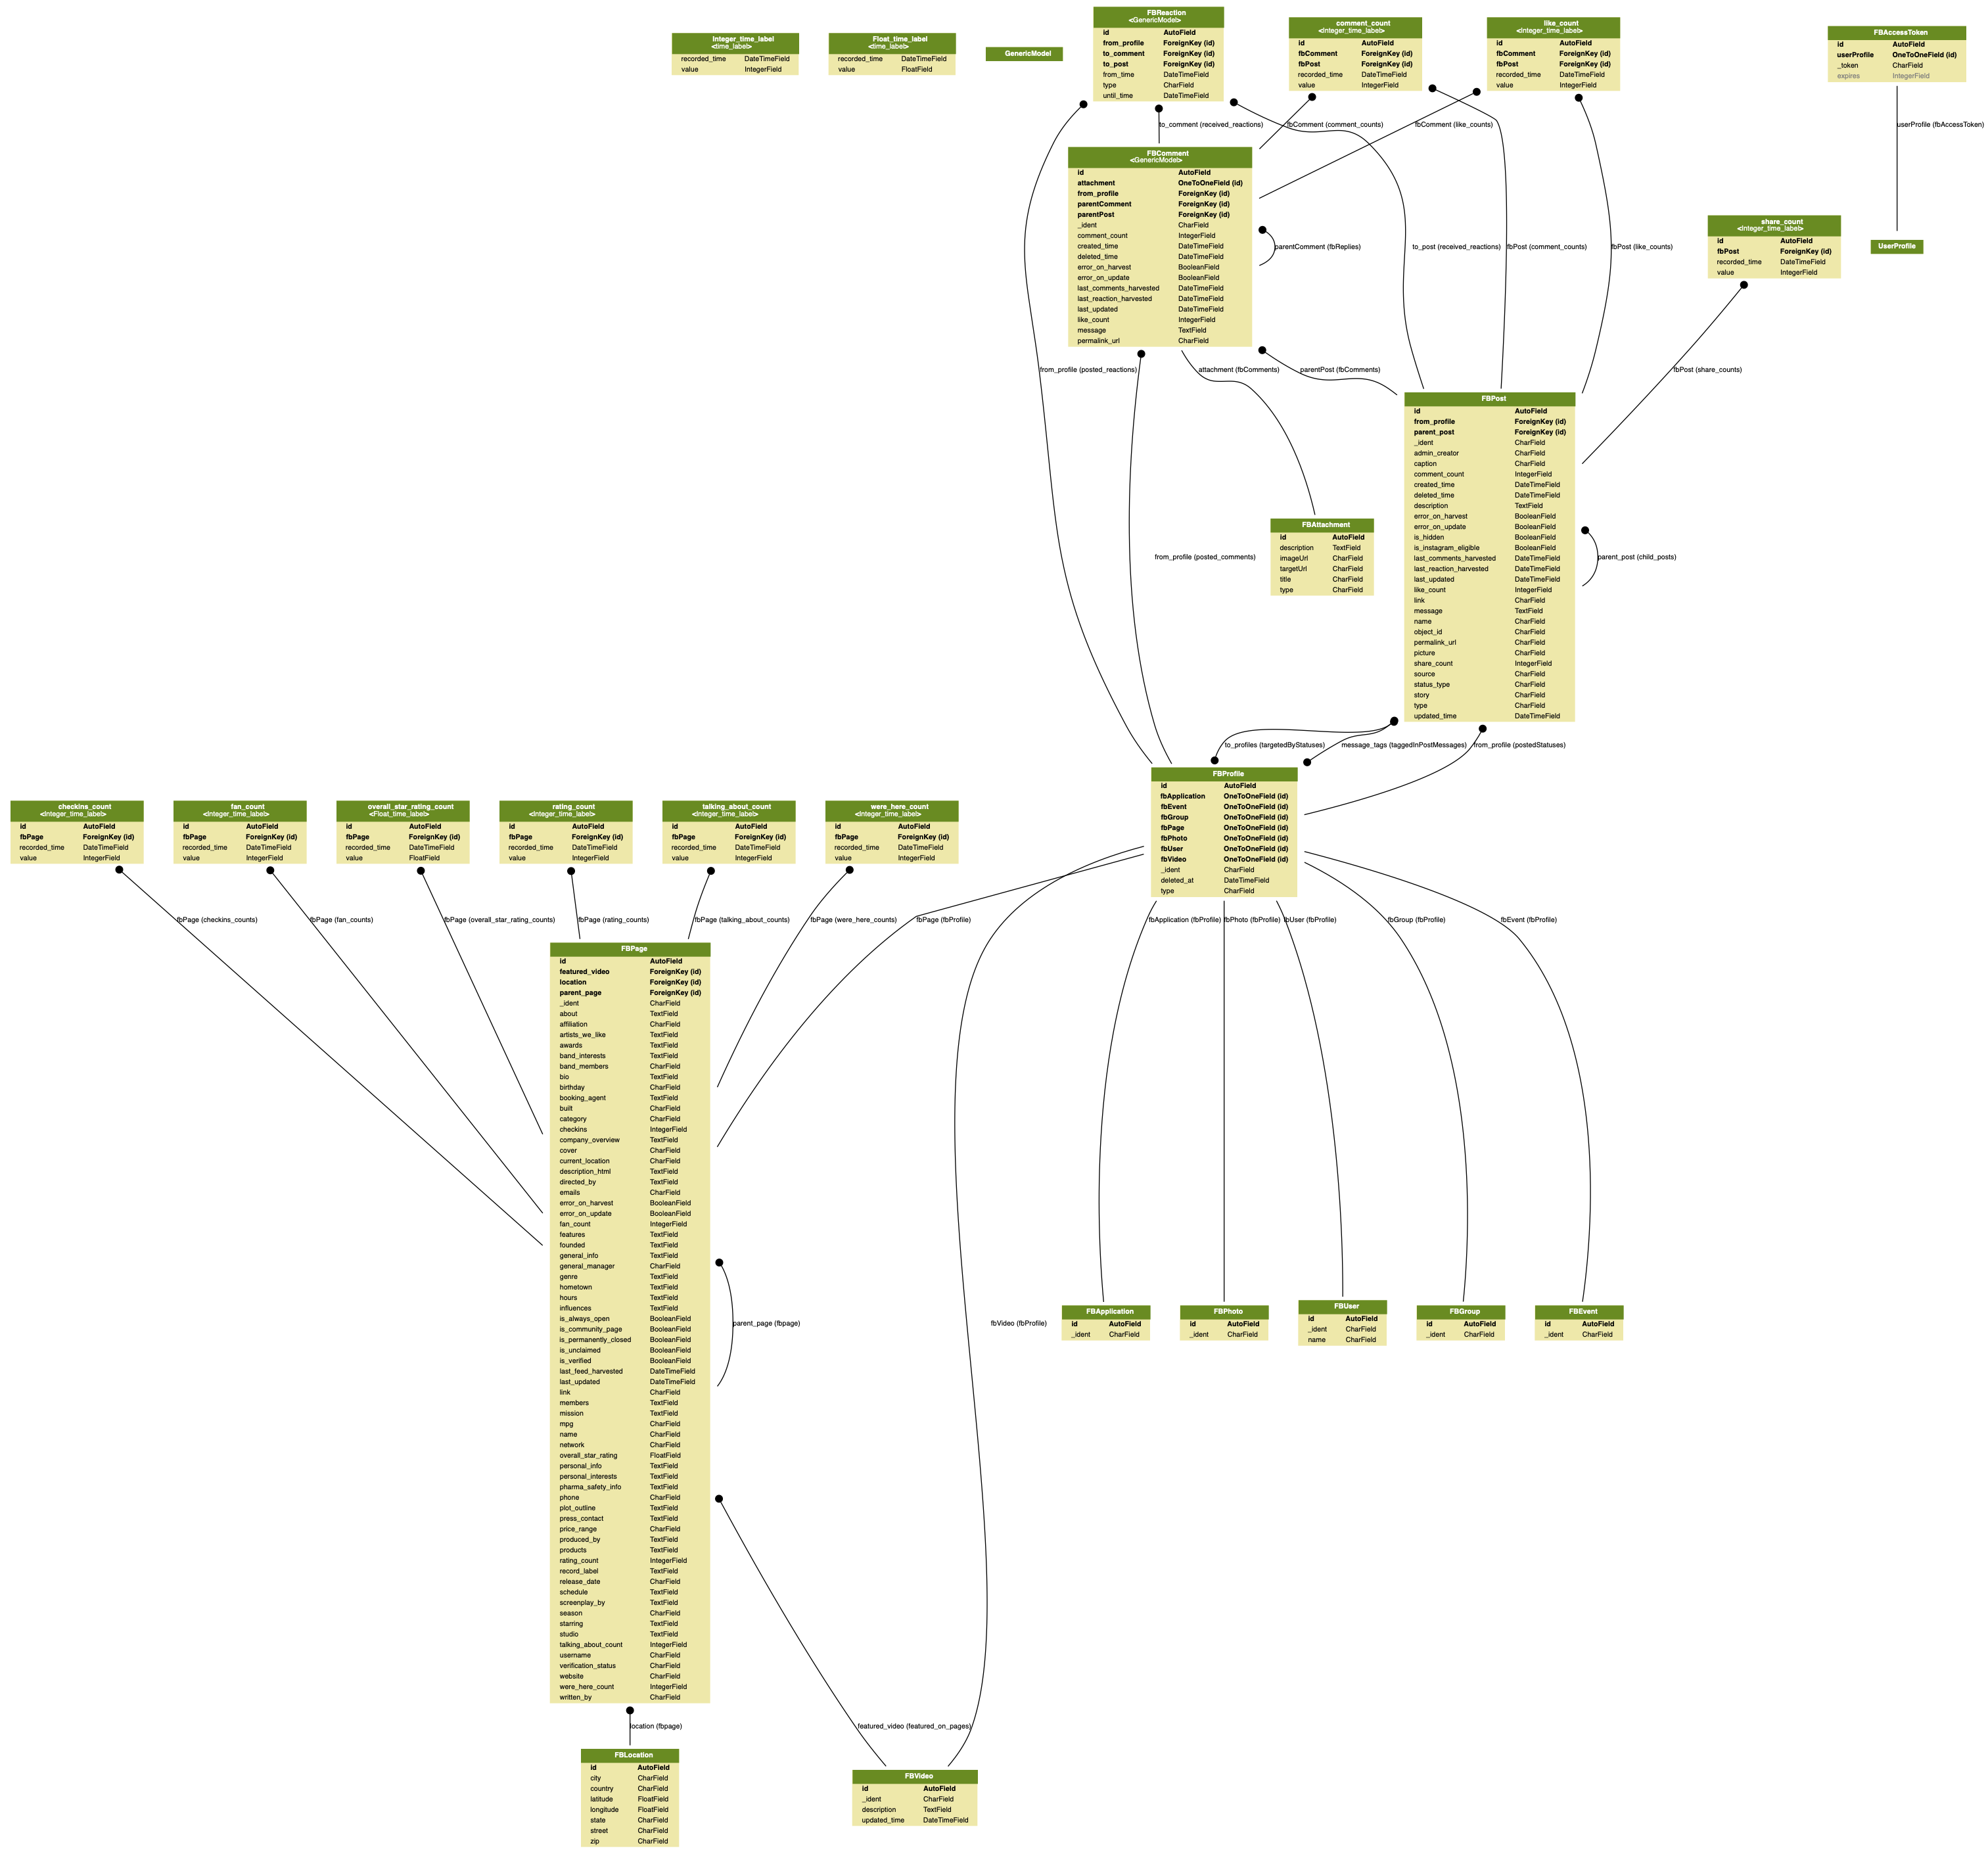 Integer_time_label
<time_label>
recorded_time DateTimeField
value IntegerField
Float_time_label
<time_label>
recorded_time DateTimeField
value FloatField
GenericModel
FBReaction
<GenericModel>
id AutoField
from_profile ForeignKey (id)
to_comment ForeignKey (id)
to_post ForeignKey (id)
from_time DateTimeField
type CharField
until_time DateTimeField
comment_count
<Integer_time_label>
id AutoField
fbComment ForeignKey (id)
fbPost ForeignKey (id)
recorded_time DateTimeField
value IntegerField
like_count
<Integer_time_label>
id AutoField
fbComment ForeignKey (id)
fbPost ForeignKey (id)
recorded_time DateTimeField
value IntegerField
FBAccessToken
id AutoField
userProfile OneToOneField (id)
_token CharField
expires IntegerField
to_comment (received_reactions)
fbComment (comment_counts)
fbComment (like_counts)
userProfile (fbAccessToken)
FBComment
<GenericModel>
id AutoField
attachment OneToOneField (id)
from_profile ForeignKey (id)
parentComment ForeignKey (id)
parentPost ForeignKey (id)
_ident CharField
comment_count IntegerField
created_time DateTimeField
deleted_time DateTimeField
error_on_harvest BooleanField
error_on_update BooleanField
last_comments_harvested DateTimeField
last_reaction_harvested DateTimeField
last_updated DateTimeField
like_count IntegerField
message TextField
permalink_url CharField
parentComment (fbReplies)
to_post (received_reactions)
fbPost (comment_counts)
fbPost (like_counts)
share_count
<Integer_time_label>
id AutoField
fbPost ForeignKey (id)
recorded_time DateTimeField
value IntegerField
UserProfile
from_profile (posted_reactions)
attachment (fbComments)
parentPost (fbComments)
fbPost (share_counts)
FBPost
id AutoField
from_profile ForeignKey (id)
parent_post ForeignKey (id)
_ident CharField
admin_creator CharField
caption CharField
comment_count IntegerField
created_time DateTimeField
deleted_time DateTimeField
description TextField
error_on_harvest BooleanField
error_on_update BooleanField
is_hidden BooleanField
is_instagram_eligible BooleanField
last_comments_harvested DateTimeField
last_reaction_harvested DateTimeField
last_updated DateTimeField
like_count IntegerField
link CharField
message TextField
name CharField
object_id CharField
permalink_url CharField
picture CharField
share_count IntegerField
source CharField
status_type CharField
story CharField
type CharField
updated_time DateTimeField
FBAttachment
id AutoField
description TextField
imageUrl CharField
targetUrl CharField
title CharField
type CharField
from_profile (posted_comments)
parent_post (child_posts)
to_profiles (targetedByStatuses)
message_tags (taggedInPostMessages)
from_profile (postedStatuses)
FBProfile
id AutoField
fbApplication OneToOneField (id)
fbEvent OneToOneField (id)
fbGroup OneToOneField (id)
fbPage OneToOneField (id)
fbPhoto OneToOneField (id)
fbUser OneToOneField (id)
fbVideo OneToOneField (id)
_ident CharField
deleted_at DateTimeField
type CharField
checkins_count
<Integer_time_label>
id AutoField
fbPage ForeignKey (id)
recorded_time DateTimeField
value IntegerField
fan_count
<Integer_time_label>
id AutoField
fbPage ForeignKey (id)
recorded_time DateTimeField
value IntegerField
overall_star_rating_count
<Float_time_label>
id AutoField
fbPage ForeignKey (id)
recorded_time DateTimeField
value FloatField
rating_count
<Integer_time_label>
id AutoField
fbPage ForeignKey (id)
recorded_time DateTimeField
value IntegerField
talking_about_count
<Integer_time_label>
id AutoField
fbPage ForeignKey (id)
recorded_time DateTimeField
value IntegerField
were_here_count
<Integer_time_label>
id AutoField
fbPage ForeignKey (id)
recorded_time DateTimeField
value IntegerField
fbPage (checkins_counts)
fbPage (fan_counts)
fbPage (overall_star_rating_counts)
fbPage (rating_counts)
fbPage (talking_about_counts)
fbPage (were_here_counts)
fbPage (fbProfile)
fbApplication (fbProfile)
fbPhoto (fbProfile)
fbUser (fbProfile)
fbGroup (fbProfile)
fbEvent (fbProfile)
FBPage
id AutoField
featured_video ForeignKey (id)
location ForeignKey (id)
parent_page ForeignKey (id)
_ident CharField
about TextField
affiliation CharField
artists_we_like TextField
awards TextField
band_interests TextField
band_members CharField
bio TextField
birthday CharField
booking_agent TextField
built CharField
category CharField
checkins IntegerField
company_overview TextField
cover CharField
current_location CharField
description_html TextField
directed_by TextField
emails CharField
error_on_harvest BooleanField
error_on_update BooleanField
fan_count IntegerField
features TextField
founded TextField
general_info TextField
general_manager CharField
genre TextField
hometown TextField
hours TextField
influences TextField
is_always_open BooleanField
is_community_page BooleanField
is_permanently_closed BooleanField
is_unclaimed BooleanField
is_verified BooleanField
last_feed_harvested DateTimeField
last_updated DateTimeField
link CharField
members TextField
mission TextField
mpg CharField
name CharField
network CharField
overall_star_rating FloatField
personal_info TextField
personal_interests TextField
pharma_safety_info TextField
phone CharField
plot_outline TextField
press_contact TextField
price_range CharField
produced_by TextField
products TextField
rating_count IntegerField
record_label TextField
release_date CharField
schedule TextField
screenplay_by TextField
season CharField
starring TextField
studio TextField
talking_about_count IntegerField
username CharField
verification_status CharField
website CharField
were_here_count IntegerField
written_by CharField
parent_page (fbpage)
fbVideo (fbProfile)
FBApplication
id AutoField
_ident CharField
FBPhoto
id AutoField
_ident CharField
FBUser
id AutoField
_ident CharField
name CharField
FBGroup
id AutoField
_ident CharField
FBEvent
id AutoField
_ident CharField
location (fbpage)
featured_video (featured_on_pages)
FBLocation
id AutoField
city CharField
country CharField
latitude FloatField
longitude FloatField
state CharField
street CharField
zip CharField
FBVideo
id AutoField
_ident CharField
description TextField
updated_time DateTimeField